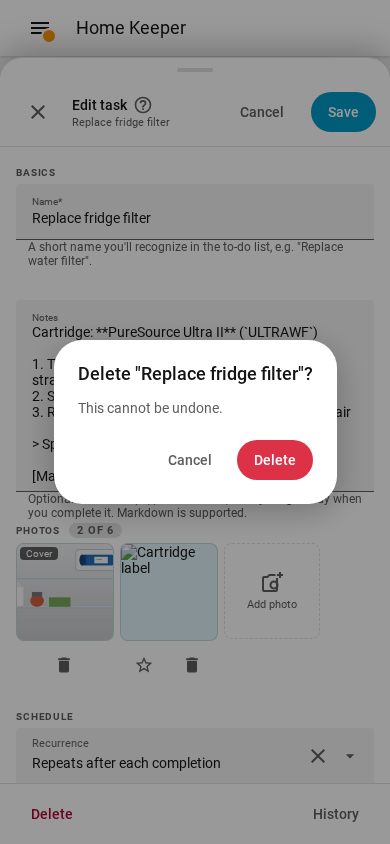 Home Keeper
Edit task
Replace fridge filter
Cancel
Save
BASICS
Name*
Replace fridge filter
A short name you'll recognize in the to-do list, e.g. "Replace
water filter".
Notes
Cartridge: **PureSource Ultra II** (`ULTRAWF`)
1. T
stra
2. S
3. R
air
> Sp
[Ma
Delete "Replace fridge filter"?
This cannot be undone.
Cancel
Delete
Option
when
you complete it. Markdown is supported.
PHOTOS
2 OF 6
Cover
Cartridge
label
Add photo
SCHEDULE
Recurrence
Repeats after each completion
Delete
History